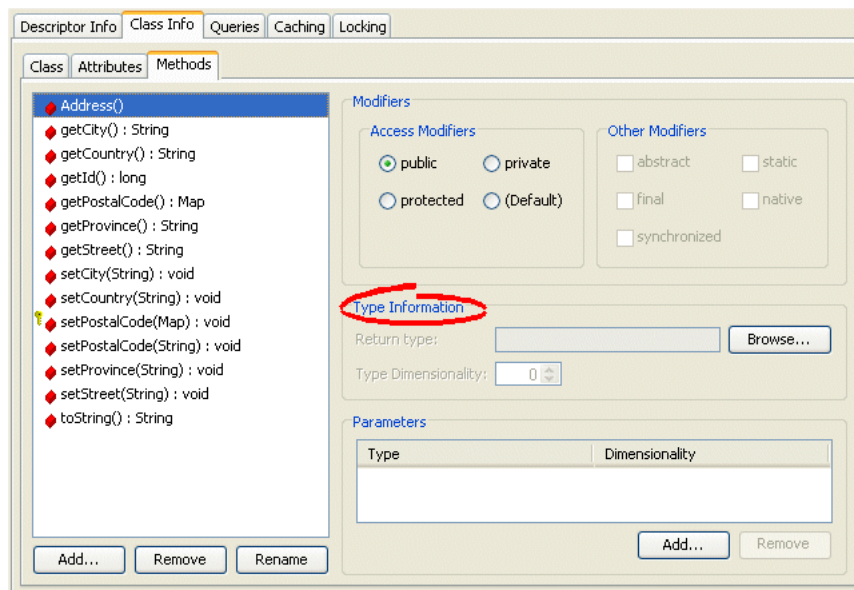 Descriptor Info Class Info Queries Caching Locking
Class Attributes Methods
Address()
getCity() : String
getCountry() : String
getId() : long
getPostalCode() : Map
getProvince() : String
getStreet() : String
setCity(String) : void
setCountry(String) : void
setPostalCode(Map) : void
setPostalCode(String) : void
setProvince(String) : void
setStreet(String) : void
toString() : String
Add... Remove Rename
Modifiers
Access Modifiers
public private
protected (Default)
Other Modifiers
abstract static
final native
synchronized
Type Information
Return type: Browse...
Type Dimensionality: 0
Parameters
Type Dimensionality
Add... Remove